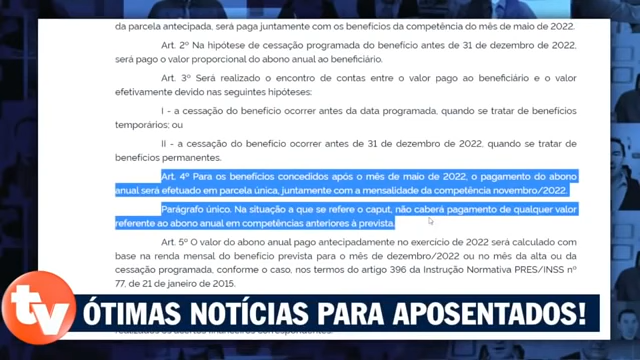 da parcela antecipada, será paga juntamente com os benefícios da competência do mês de maio de 2022.
Art. 2º Na hipótese de cessação programada do benefício antes de 31 de dezembro de 2022,
será pago o valor proporcional do abono anual ao beneficiário.
Art. 3º Será realizado o encontro de contas entre o valor pago ao beneficiário e o valor
efetivamente devido nas seguintes hipóteses:
I - a cessação do benefício ocorrer antes da data programada, quando se tratar de benefícios
temporários; ou
II - a cessação do benefício ocorrer antes de 31 de dezembro de 2022, quando se tratar de
benefícios permanentes.
Art. 4º Para os benefícios concedidos após o mês de maio de 2022, o pagamento do abono
anual será efetuado em parcela única, juntamente com a mensalidade da competência novembro/2022.
Parágrafo único. Na situação a que se refere o caput, não caberá pagamento de qualquer valor
referente ao abono anual em competências anteriores à prevista.
Art. 5º O valor do abono anual pago antecipadamente no exercício de 2022 será calculado com
base na renda mensal do benefício prevista para o mês de dezembro/2022 ou no mês da alta ou da
cessação programada, conforme o caso, nos termos do artigo 396 da Instrução Normativa PRES/INSS nº
77, de 21 de janeiro de 2015.
tv
ÓTIMAS NOTÍCIAS PARA APOSENTADOS!